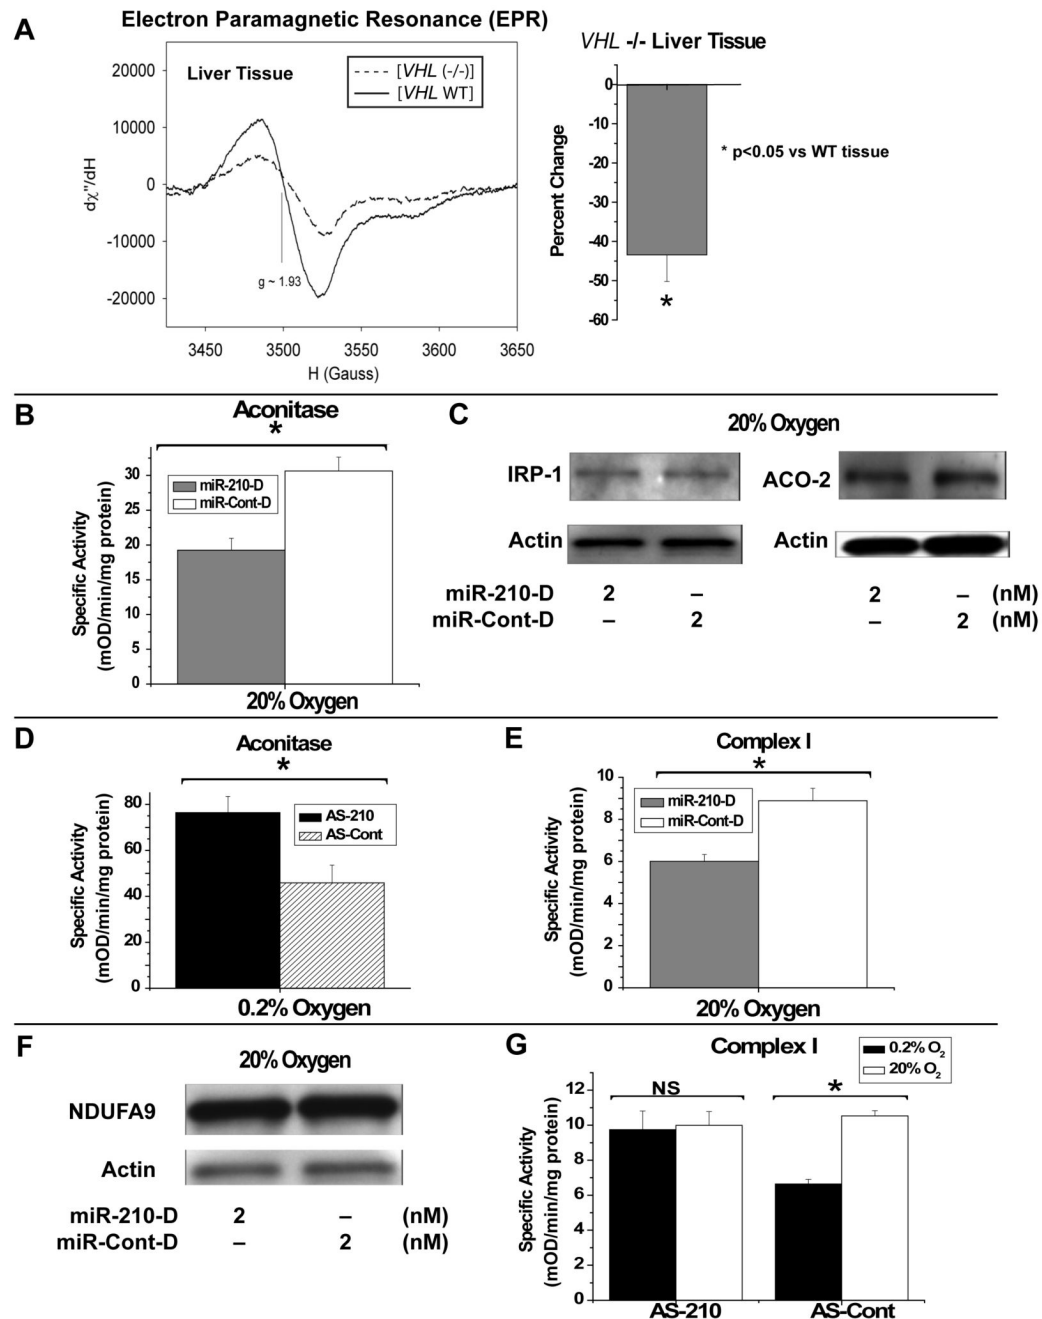 A
Electron Paramagnetic Resonance (EPR)
Liver Tissue
[VHL (-/-)]
[VHL WT]
20000
10000
0
-10000
-20000
dχ"/dH
g ~ 1.93
3450 3500 3550 3600 3650
H (Gauss)
VHL -/- Liver Tissue
0
-10
-20
-30
-40
-50
-60
Percent Change
* p<0.05 vs WT tissue
*
B
Aconitase
*
miR-210-D
miR-Cont-D
30
25
20
15
10
5
0
Specific Activity
(mOD/min/mg protein)
20% Oxygen
C
20% Oxygen
IRP-1
ACO-2
Actin
Actin
miR-210-D 2 – 2 – (nM)
miR-Cont-D – 2 – 2 (nM)
D
Aconitase
*
AS-210
AS-Cont
80
60
40
20
0
Specific Activity
(mOD/min/mg protein)
0.2% Oxygen
E
Complex I
*
miR-210-D
miR-Cont-D
10
8
6
4
2
0
Specific Activity
(mOD/min/mg protein)
20% Oxygen
F
20% Oxygen
NDUFA9
Actin
miR-210-D 2 – (nM)
miR-Cont-D – 2 (nM)
G
Complex I
0.2% O2
20% O2
NS
*
12
10
8
6
4
2
0
Specific Activity
(mOD/min/mg protein)
AS-210 AS-Cont